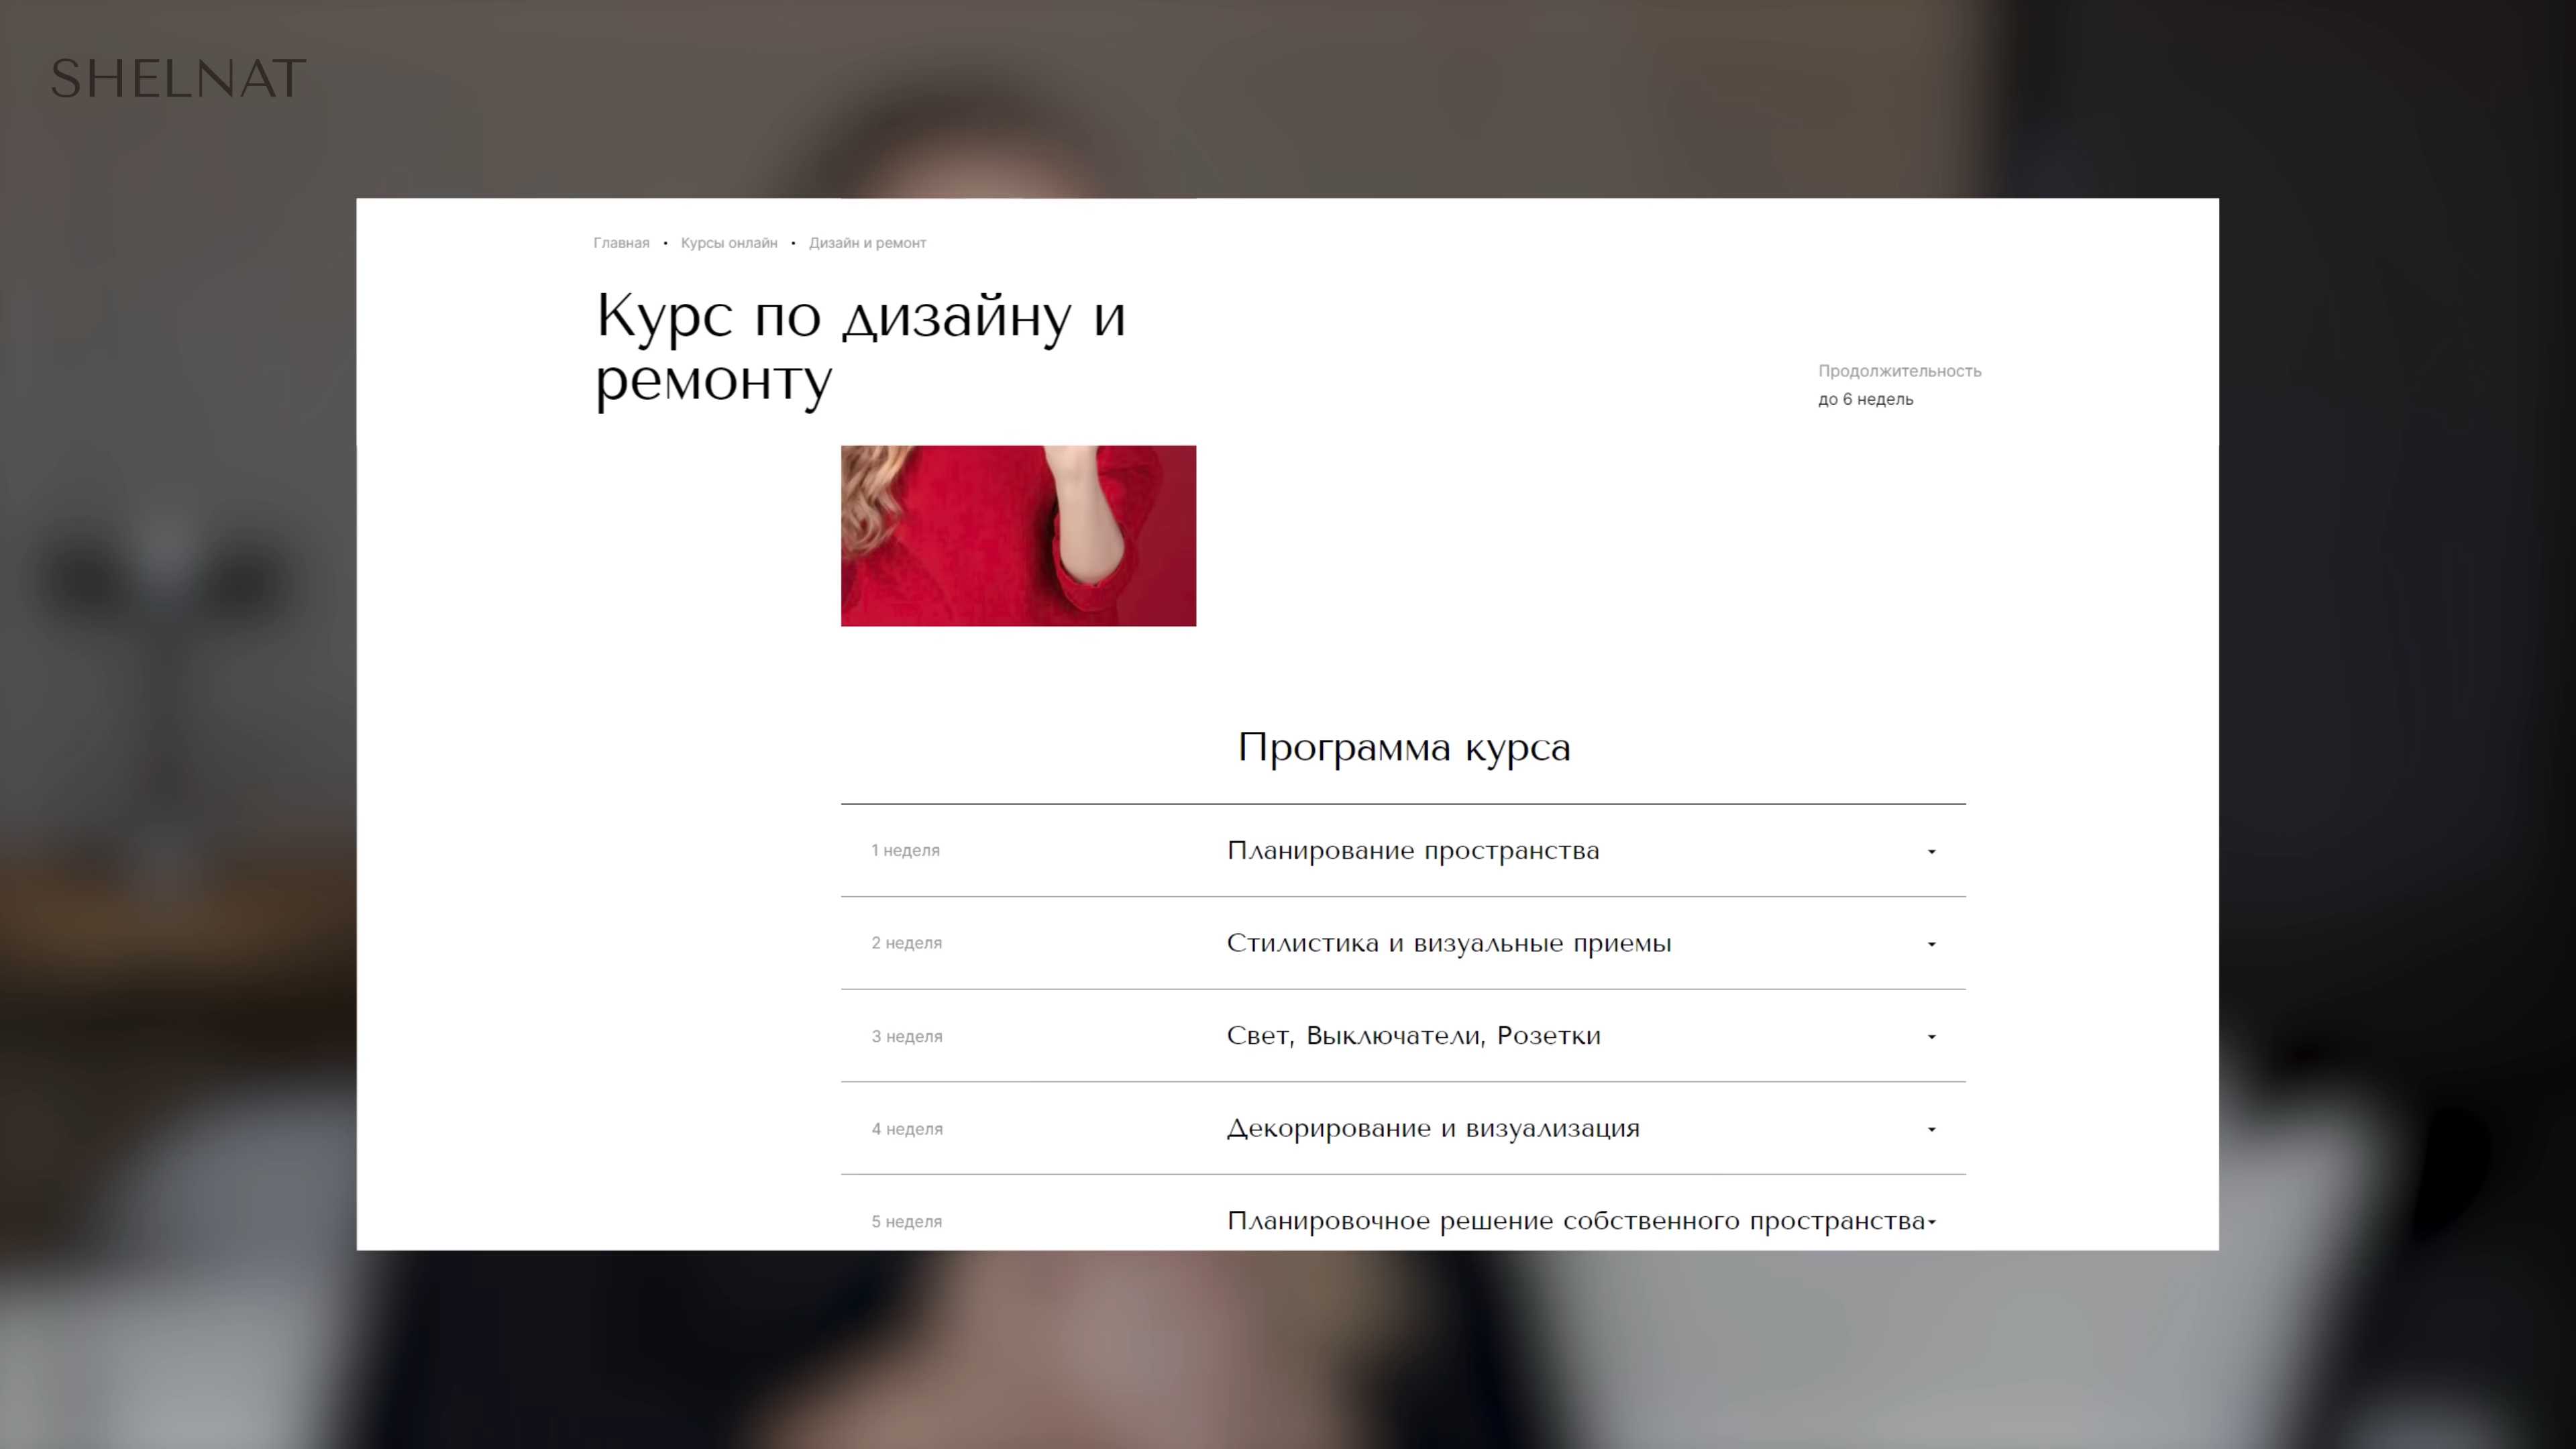 SHELNAT
Главная • Курсы онлайн • Дизайн и ремонт
Курс по дизайну и
ремонту
Продолжительность
до 6 недель
Программа курса
1 неделя Планирование пространства
2 неделя Стилистика и визуальные приемы
3 неделя Свет, Выключатели, Розетки
4 неделя Декорирование и визуализация
5 неделя Планировочное решение собственного пространства